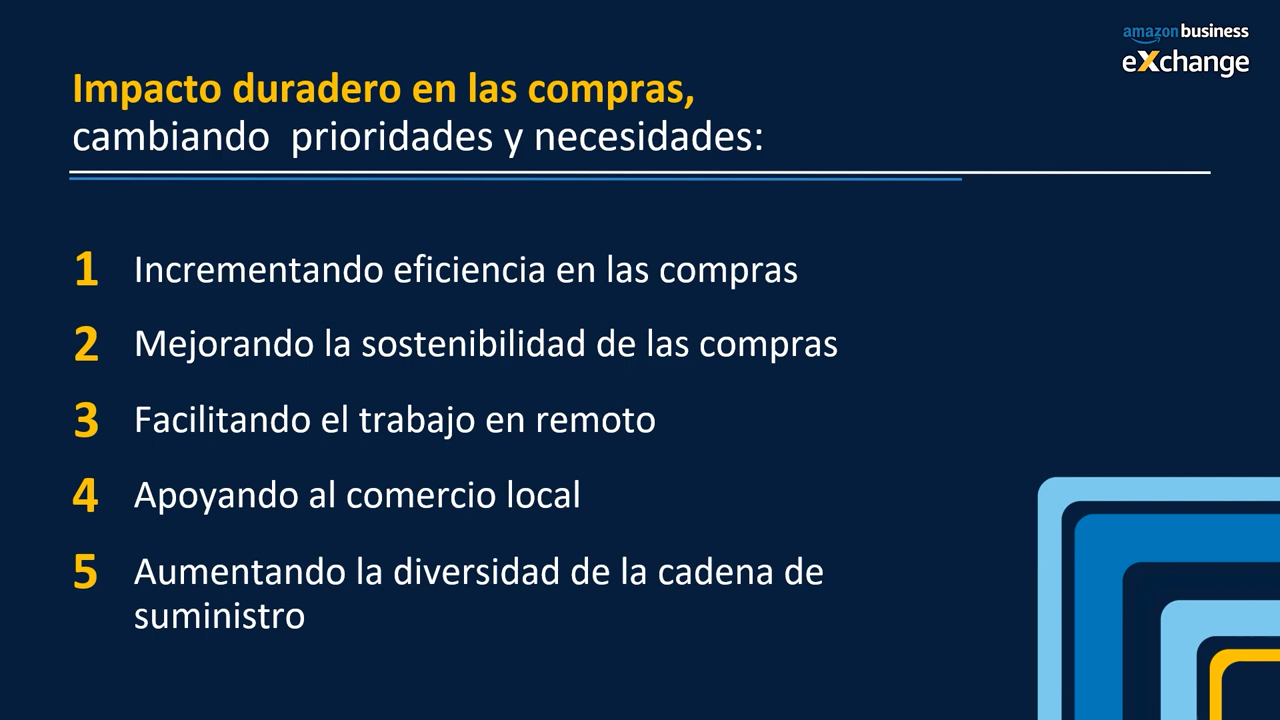 amazon business
eXchange
Impacto duradero en las compras,
cambiando prioridades y necesidades:
1 Incrementando eficiencia en las compras
2 Mejorando la sostenibilidad de las compras
3 Facilitando el trabajo en remoto
4 Apoyando al comercio local
5 Aumentando la diversidad de la cadena de
suministro